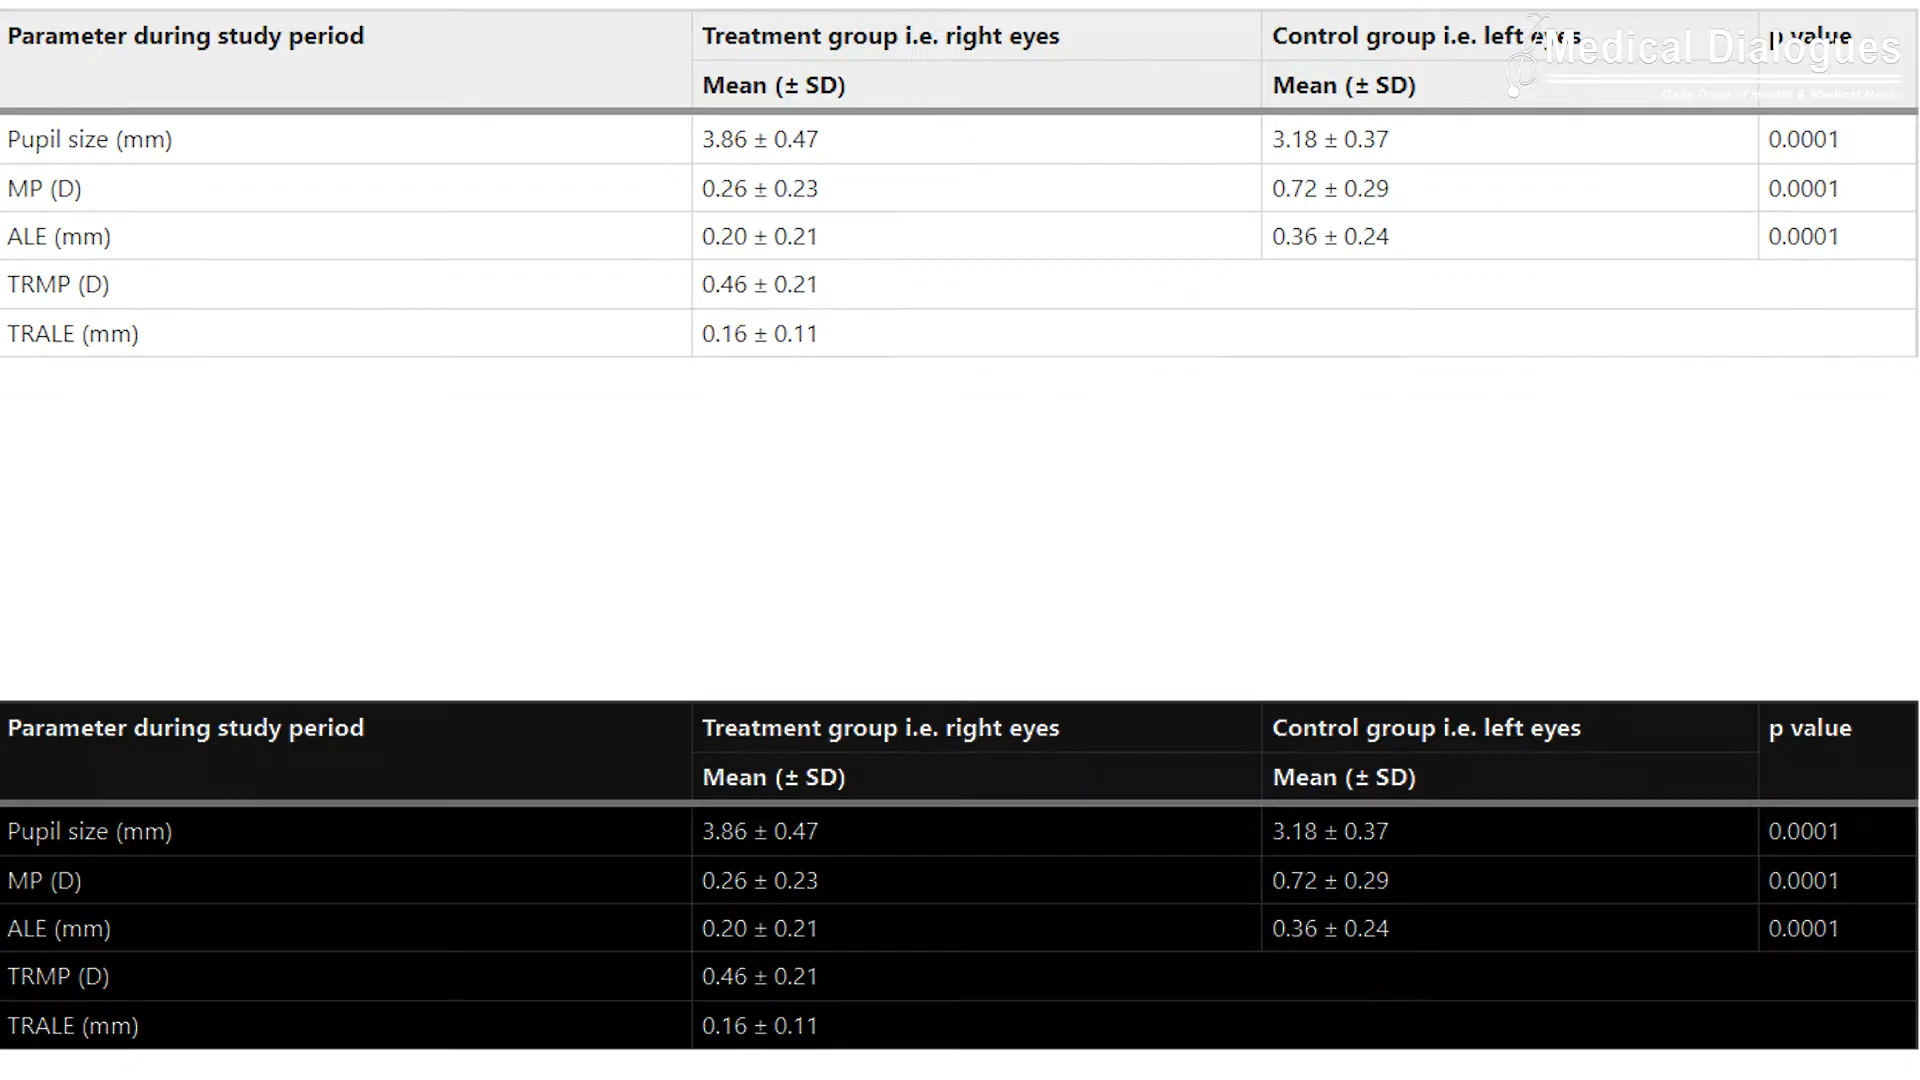 Parameter during study period Treatment group i.e. right eyes Control group i.e. left eyes p value
Mean (± SD) Mean (± SD)
Medical Dialogues
Pupil size (mm) 3.86 ± 0.47 3.18 ± 0.37 0.0001
MP (D) 0.26 ± 0.23 0.72 ± 0.29 0.0001
ALE (mm) 0.20 ± 0.21 0.36 ± 0.24 0.0001
TRMP (D) 0.46 ± 0.21
TRALE (mm) 0.16 ± 0.11
Parameter during study period Treatment group i.e. right eyes Control group i.e. left eyes p value
Mean (± SD) Mean (± SD)
Pupil size (mm) 3.86 ± 0.47 3.18 ± 0.37 0.0001
MP (D) 0.26 ± 0.23 0.72 ± 0.29 0.0001
ALE (mm) 0.20 ± 0.21 0.36 ± 0.24 0.0001
TRMP (D) 0.46 ± 0.21
TRALE (mm) 0.16 ± 0.11